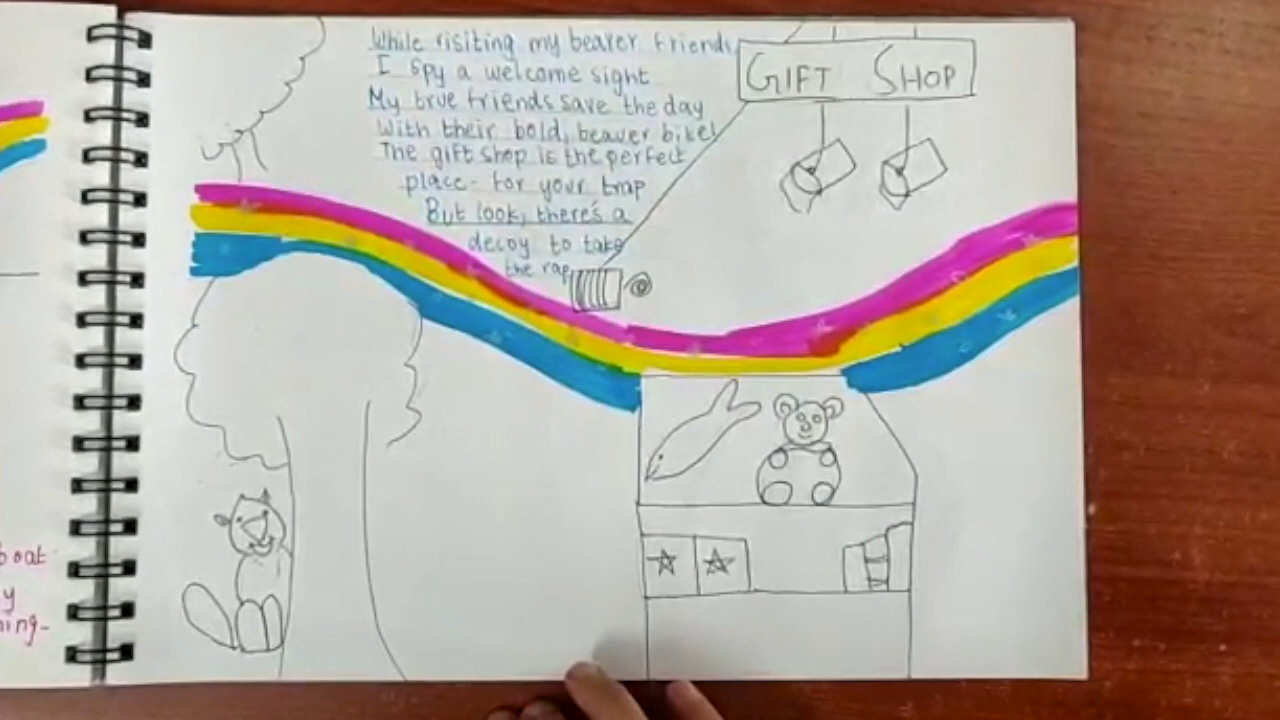 While visiting my beaver friends
I spy a welcome sight
My true friends save the day
with their bold, beaver bike!
The gift shop is the perfect
place- for your trap
But look, there's a
decoy to take
the rap
GIFT SHOP
boat
y
ning-